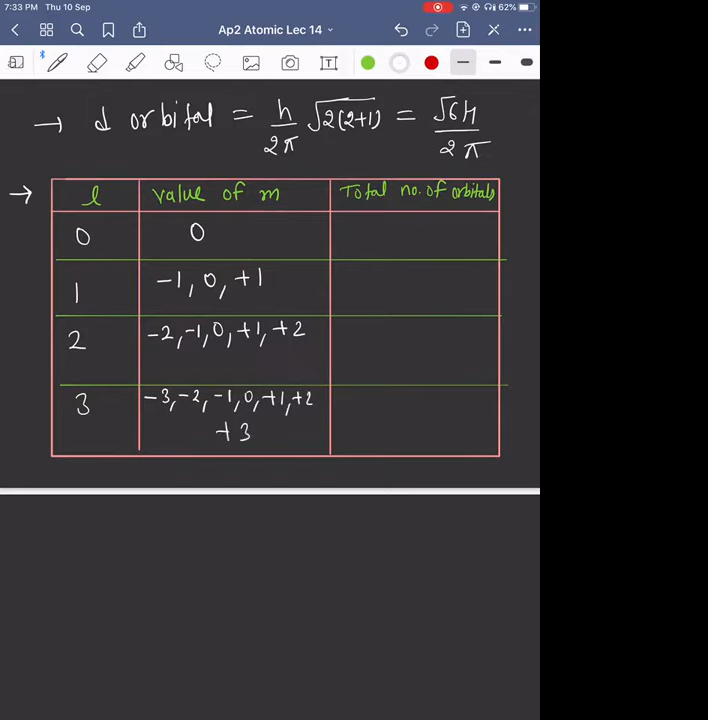 7:33 PM Thu 10 Sep 62%
Ap2 Atomic Lec 14
→ d orbital = h/2π √2(2+1) = √6h/2π
→ l value of m Total no. of orbitals
0 0
1 -1, 0, +1
2 -2, -1, 0, +1, +2
3 -3, -2, -1, 0, +1, +2
+3